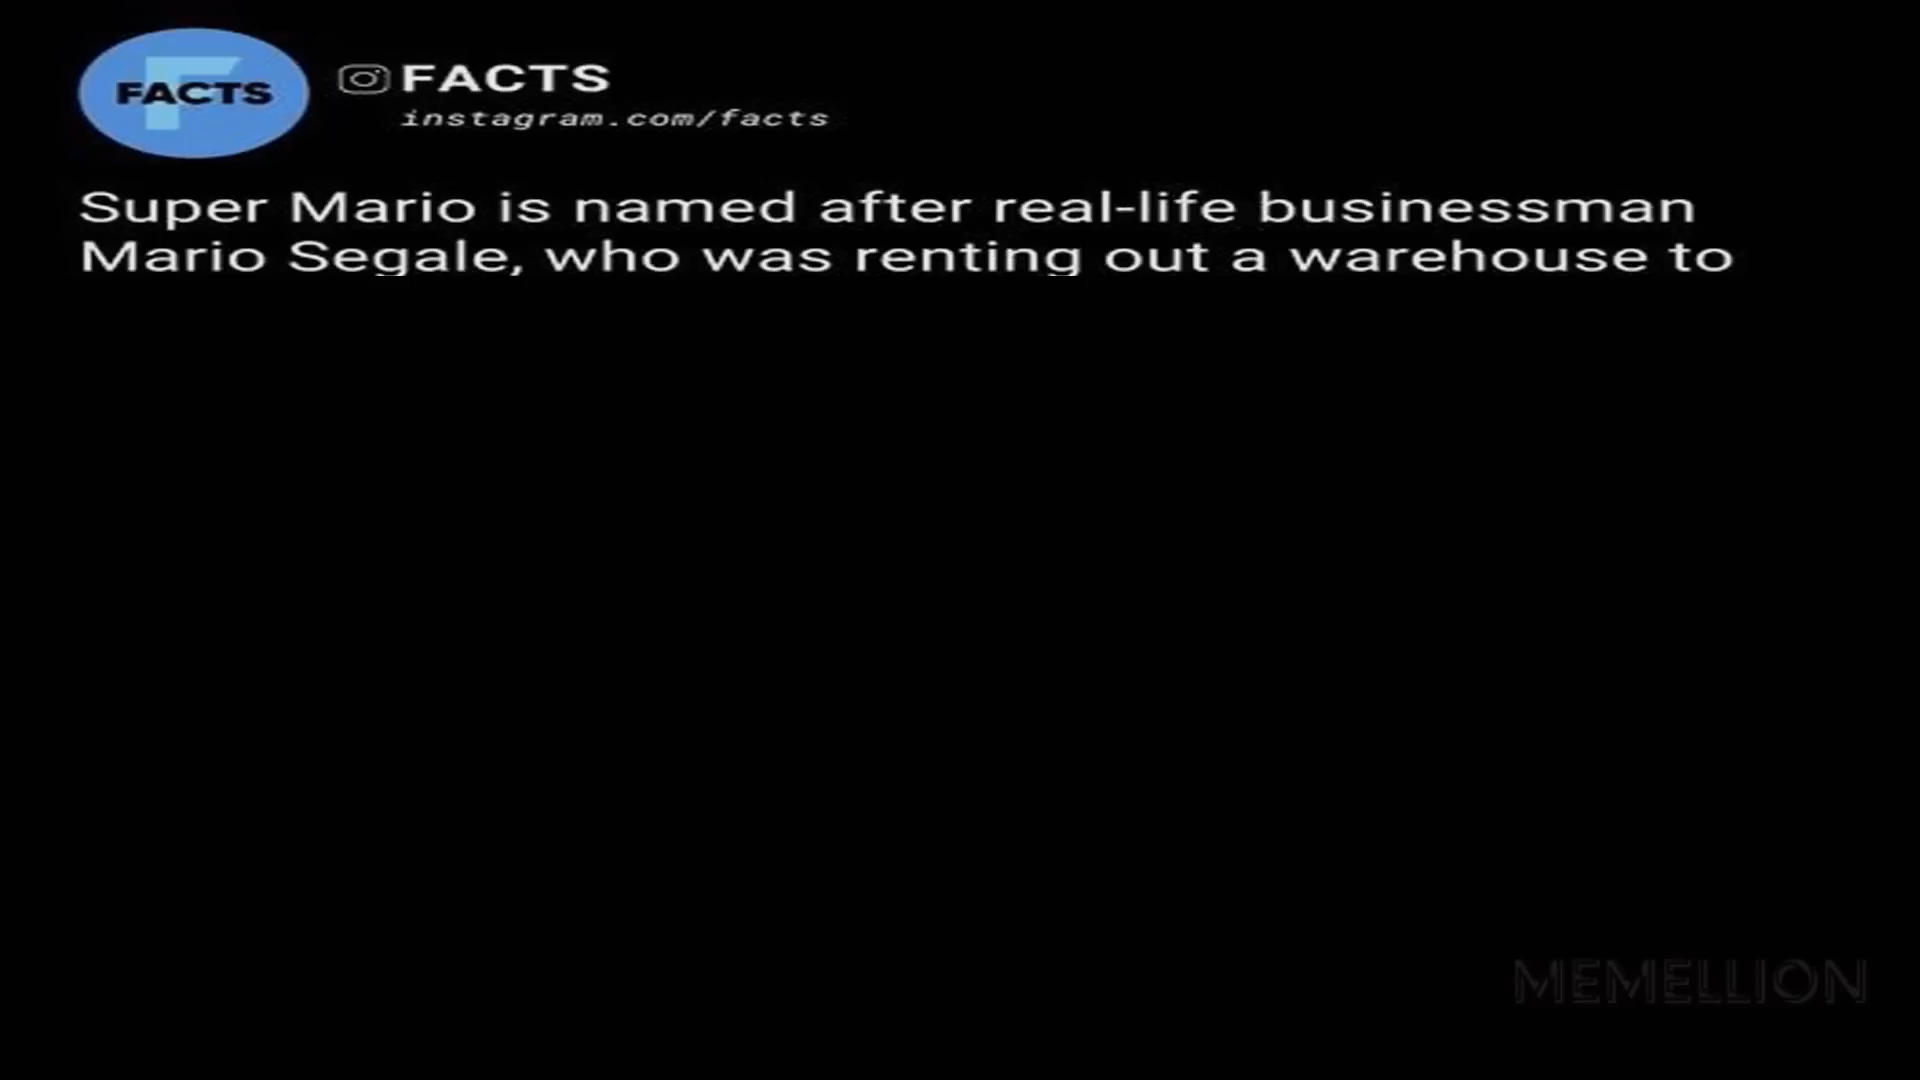 FACTS
FACTS
instagram.com/facts
Super Mario is named after real-life businessman
Mario Segale, who was renting out a warehouse to
MEMELLION